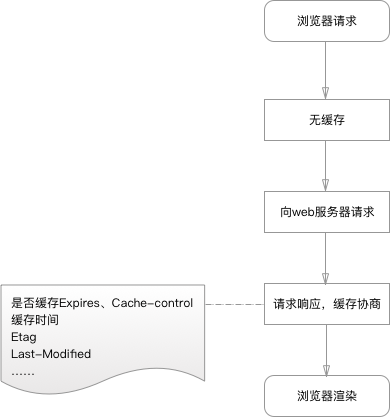 浏览器请求
无缓存
向web服务器请求
请求响应，缓存协商
是否缓存Expires、Cache-control
缓存时间
Etag
Last-Modified
……
浏览器渲染